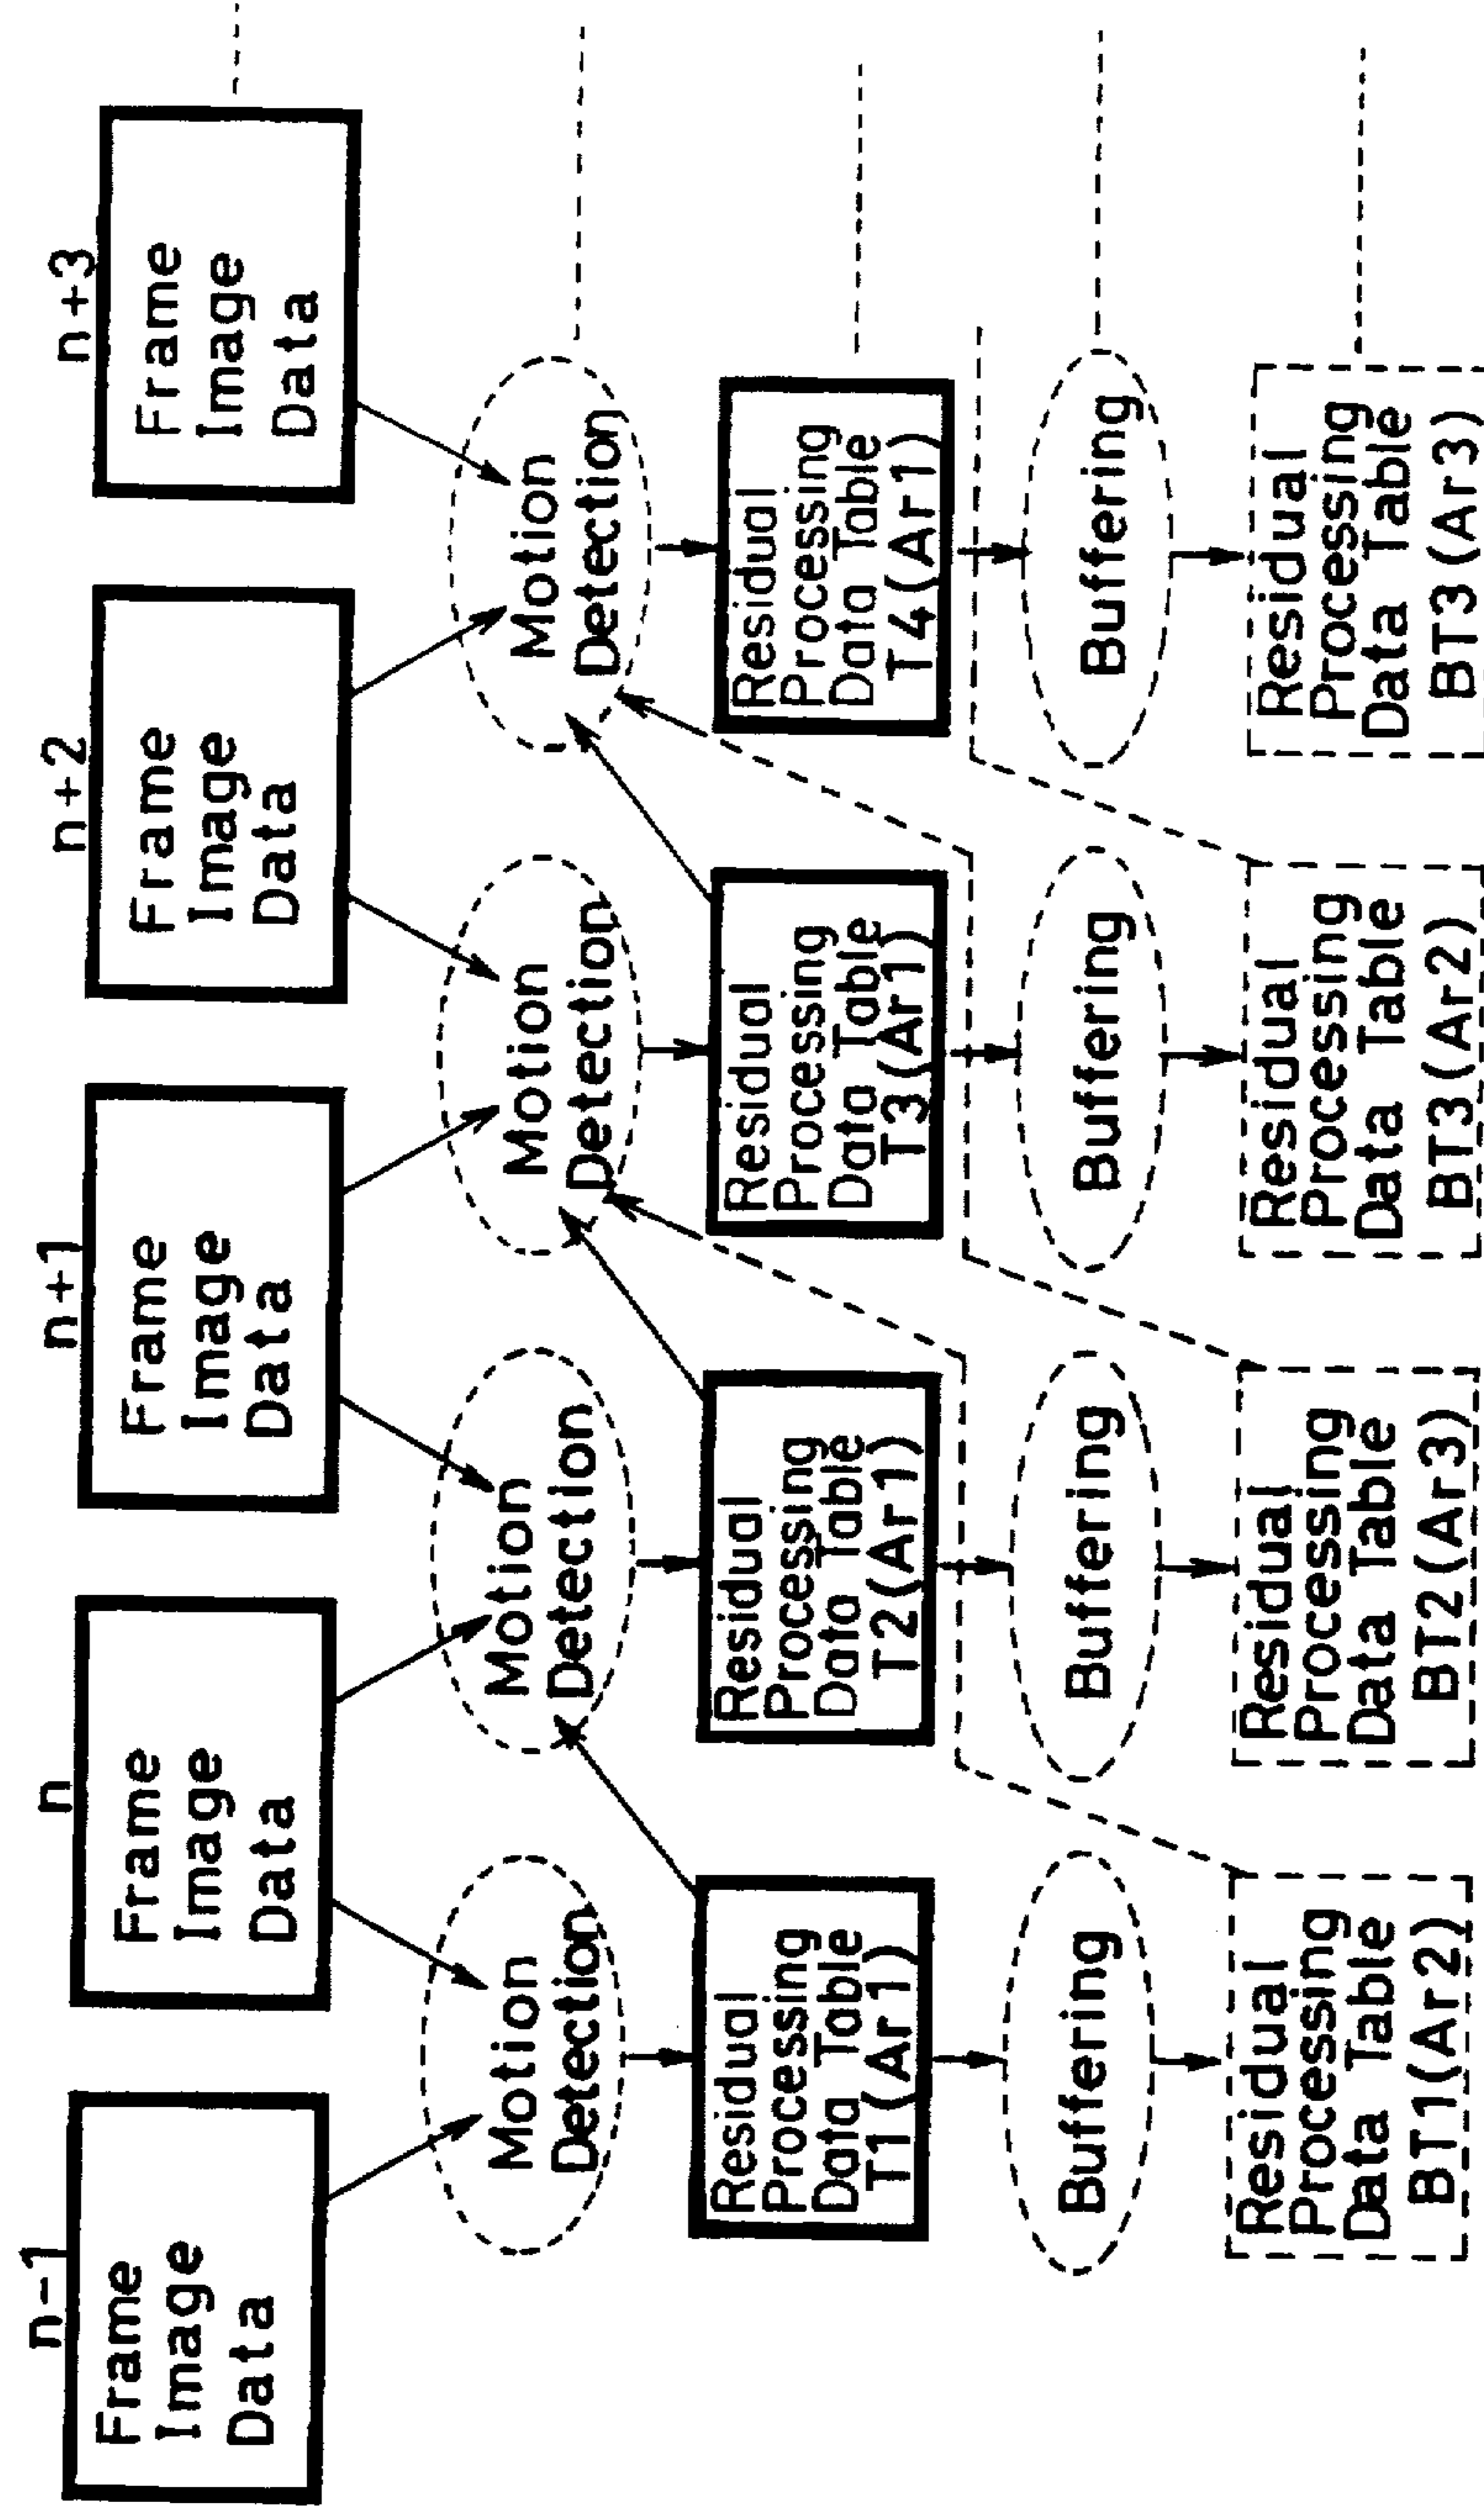 n-1
Frame
Image
Data
n
Frame
Image
Data
n+1
Frame
Image
Data
n+2
Frame
Image
Data
n+3
Frame
Image
Data
Motion
Detection
Motion
Detection
Motion
Detection
Motion
Detection
Residual
Processing
Data Table
T1(Ar1)
Residual
Processing
Data Table
T2(Ar1)
Residual
Processing
Data Table
T3(Ar1)
Residual
Processing
Data Table
T4(Ar1)
Buffering
Buffering
Buffering
Buffering
Residual
Processing
Data Table
BT1(Ar2)
Residual
Processing
Data Table
BT2(Ar3)
Residual
Processing
Data Table
BT3(Ar2)
Residual
Processing
Data Table
BT3(Ar3)